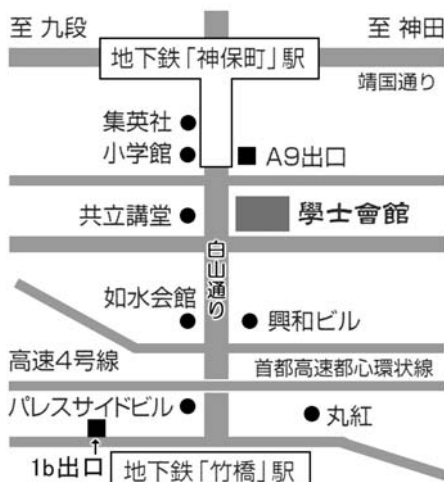 至 九段
至 神田
地下鉄「神保町」駅
靖国通り
集英社
小学館
A9出口
共立講堂
學士會館
白山通り
如水会館
興和ビル
高速4号線
首都高速都心環状線
パレスサイドビル
丸紅
1b出口
地下鉄「竹橋」駅